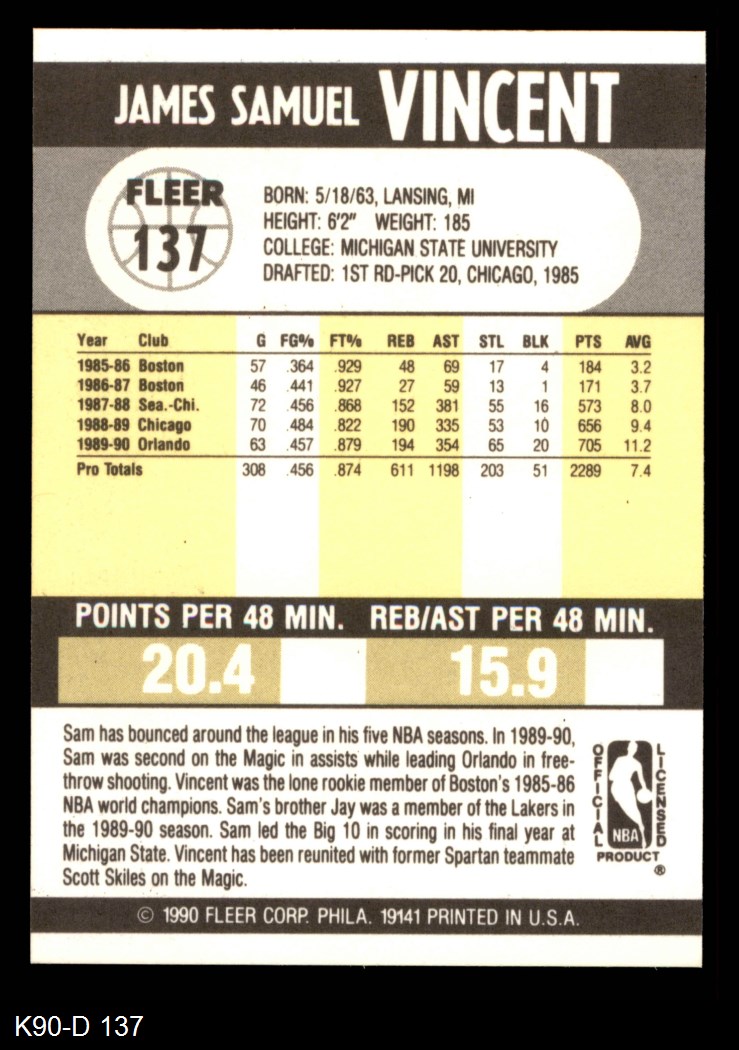 JAMES SAMUEL VINCENT
FLEER
137
BORN: 5/18/63, LANSING, MI
HEIGHT: 6'2" WEIGHT: 185
COLLEGE: MICHIGAN STATE UNIVERSITY
DRAFTED: 1ST RD-PICK 20, CHICAGO, 1985
Year Club G FG% FT% REB AST STL BLK PTS AVG
1985-86 Boston 57 .364 .929 48 69 17 4 184 3.2
1986-87 Boston 46 .441 .927 27 59 13 1 171 3.7
1987-88 Sea.-Chi. 72 .456 .868 152 381 55 16 573 8.0
1988-89 Chicago 70 .484 .822 190 335 53 10 656 9.4
1989-90 Orlando 63 .457 .879 194 354 65 20 705 11.2
Pro Totals 308 .456 .874 611 1198 203 51 2289 7.4
POINTS PER 48 MIN. REB/AST PER 48 MIN.
20.4 15.9
Sam has bounced around the league in his five NBA seasons. In 1989-90,
Sam was second on the Magic in assists while leading Orlando in free-
throw shooting. Vincent was the lone rookie member of Boston's 1985-86
NBA world champions. Sam's brother Jay was a member of the Lakers in
the 1989-90 season. Sam led the Big 10 in scoring in his final year at
Michigan State. Vincent has been reunited with former Spartan teammate
Scott Skiles on the Magic.
OFFICIAL
LICENSED
NBA
PRODUCT
®
© 1990 FLEER CORP. PHILA. 19141 PRINTED IN U.S.A.
K90-D 137